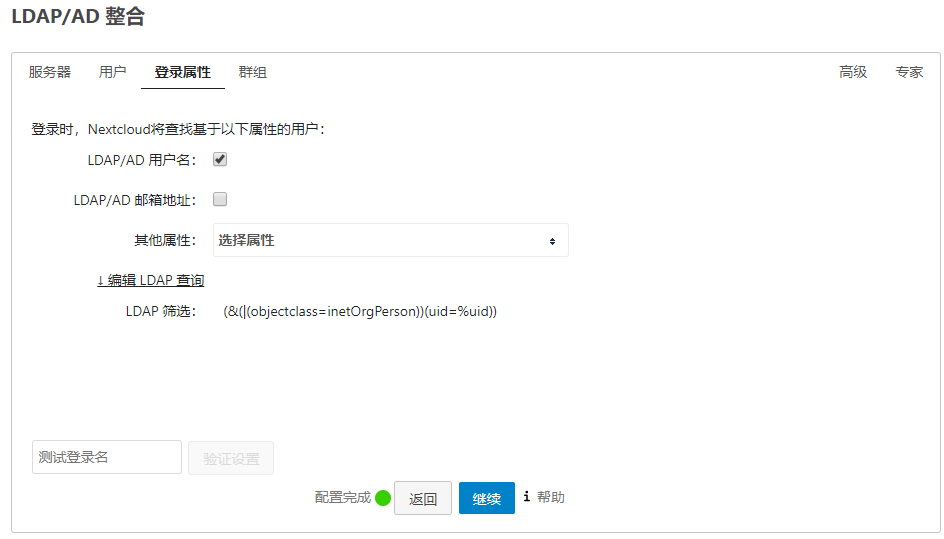 LDAP/AD 整合
服务器 用户 登录属性 群组 高级 专家
登录时，Nextcloud将查找基于以下属性的用户：
LDAP/AD 用户名：
LDAP/AD 邮箱地址：
其他属性： 选择属性
↓编辑 LDAP 查询
LDAP 筛选： (&(|(objectclass=inetOrgPerson))(uid=%uid))
测试登录名 验证设置
配置完成 返回 继续 i 帮助